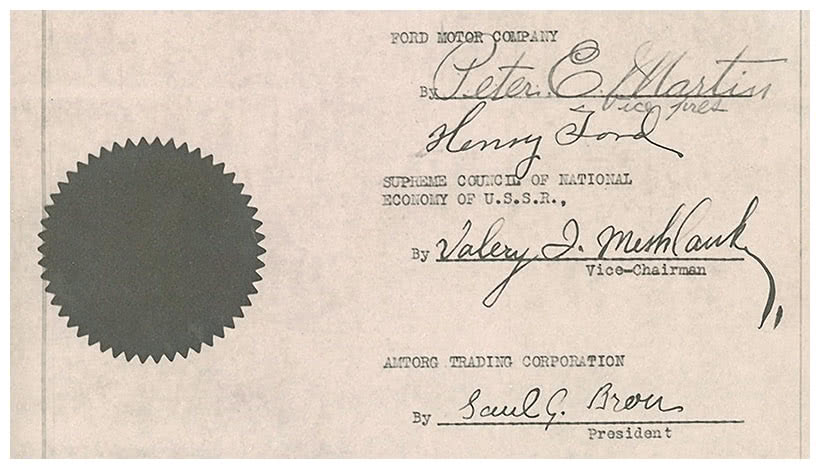 FORD MOTOR COMPANY
By Peter E. Martin
Vice pres
Henry Ford
SUPREME COUNCIL OF NATIONAL
ECONOMY OF U.S.S.R.,
By Valery I. Meshlauk
Vice-Chairman
AMTORG TRADING CORPORATION
By Saul G. Bron
President